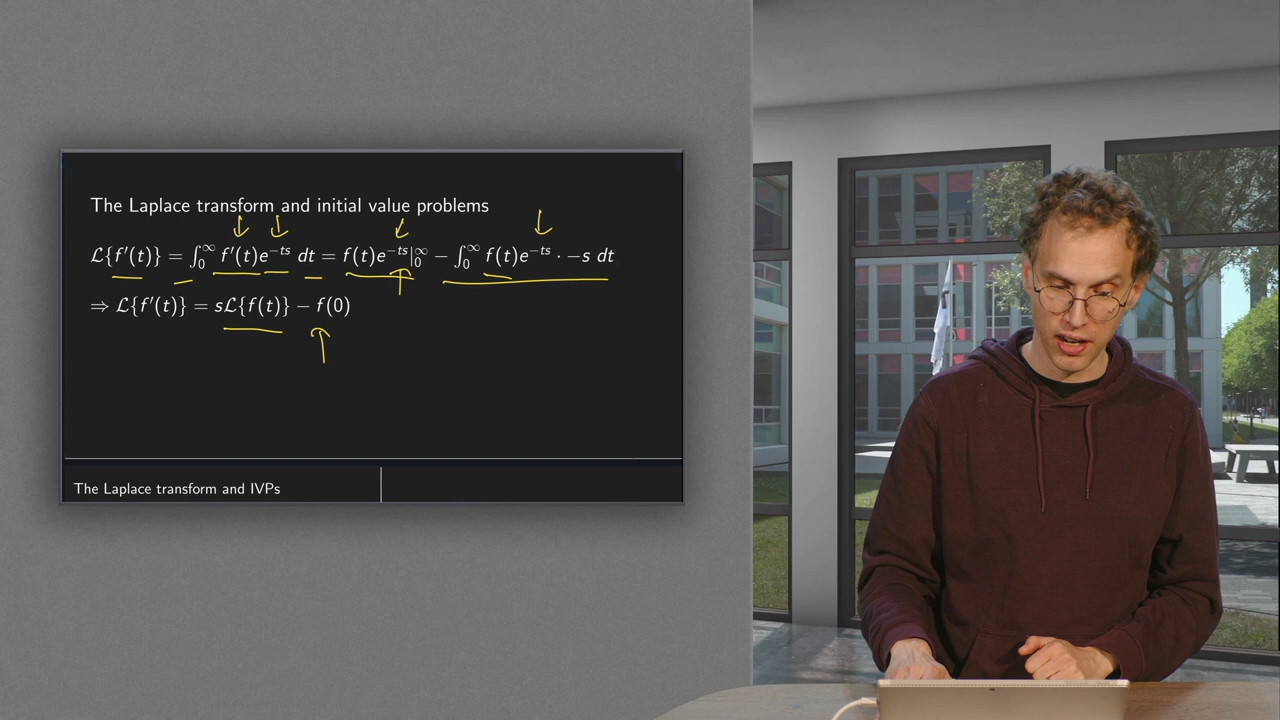 The Laplace transform and initial value problems
ℒ{f′(t)} = ∫₀^∞ f′(t)e^{−ts} dt = f(t)e^{−ts}|₀^∞ − ∫₀^∞ f(t)e^{−ts} · −s dt
⇒ ℒ{f′(t)} = sℒ{f(t)} − f(0)
The Laplace transform and IVPs